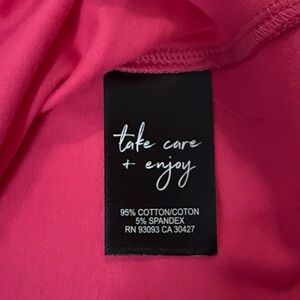 take care
+ enjoy
95% COTTON/COTON
5% SPANDEX
RN 93093 CA 30427